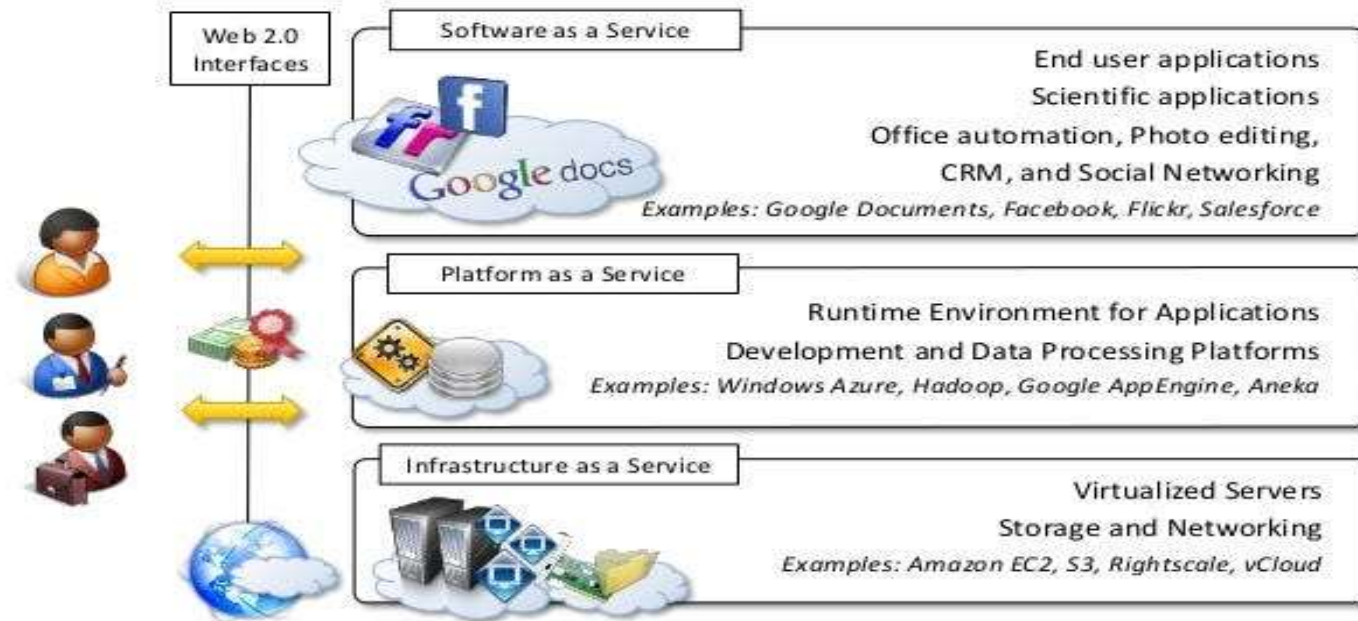 Web 2.0
Interfaces
Software as a Service
End user applications
Scientific applications
Office automation, Photo editing,
CRM, and Social Networking
Examples: Google Documents, Facebook, Flickr, Salesforce
f
fr
Google docs
Platform as a Service
Runtime Environment for Applications
Development and Data Processing Platforms
Examples: Windows Azure, Hadoop, Google AppEngine, Aneka
Infrastructure as a Service
Virtualized Servers
Storage and Networking
Examples: Amazon EC2, S3, Rightscale, vCloud